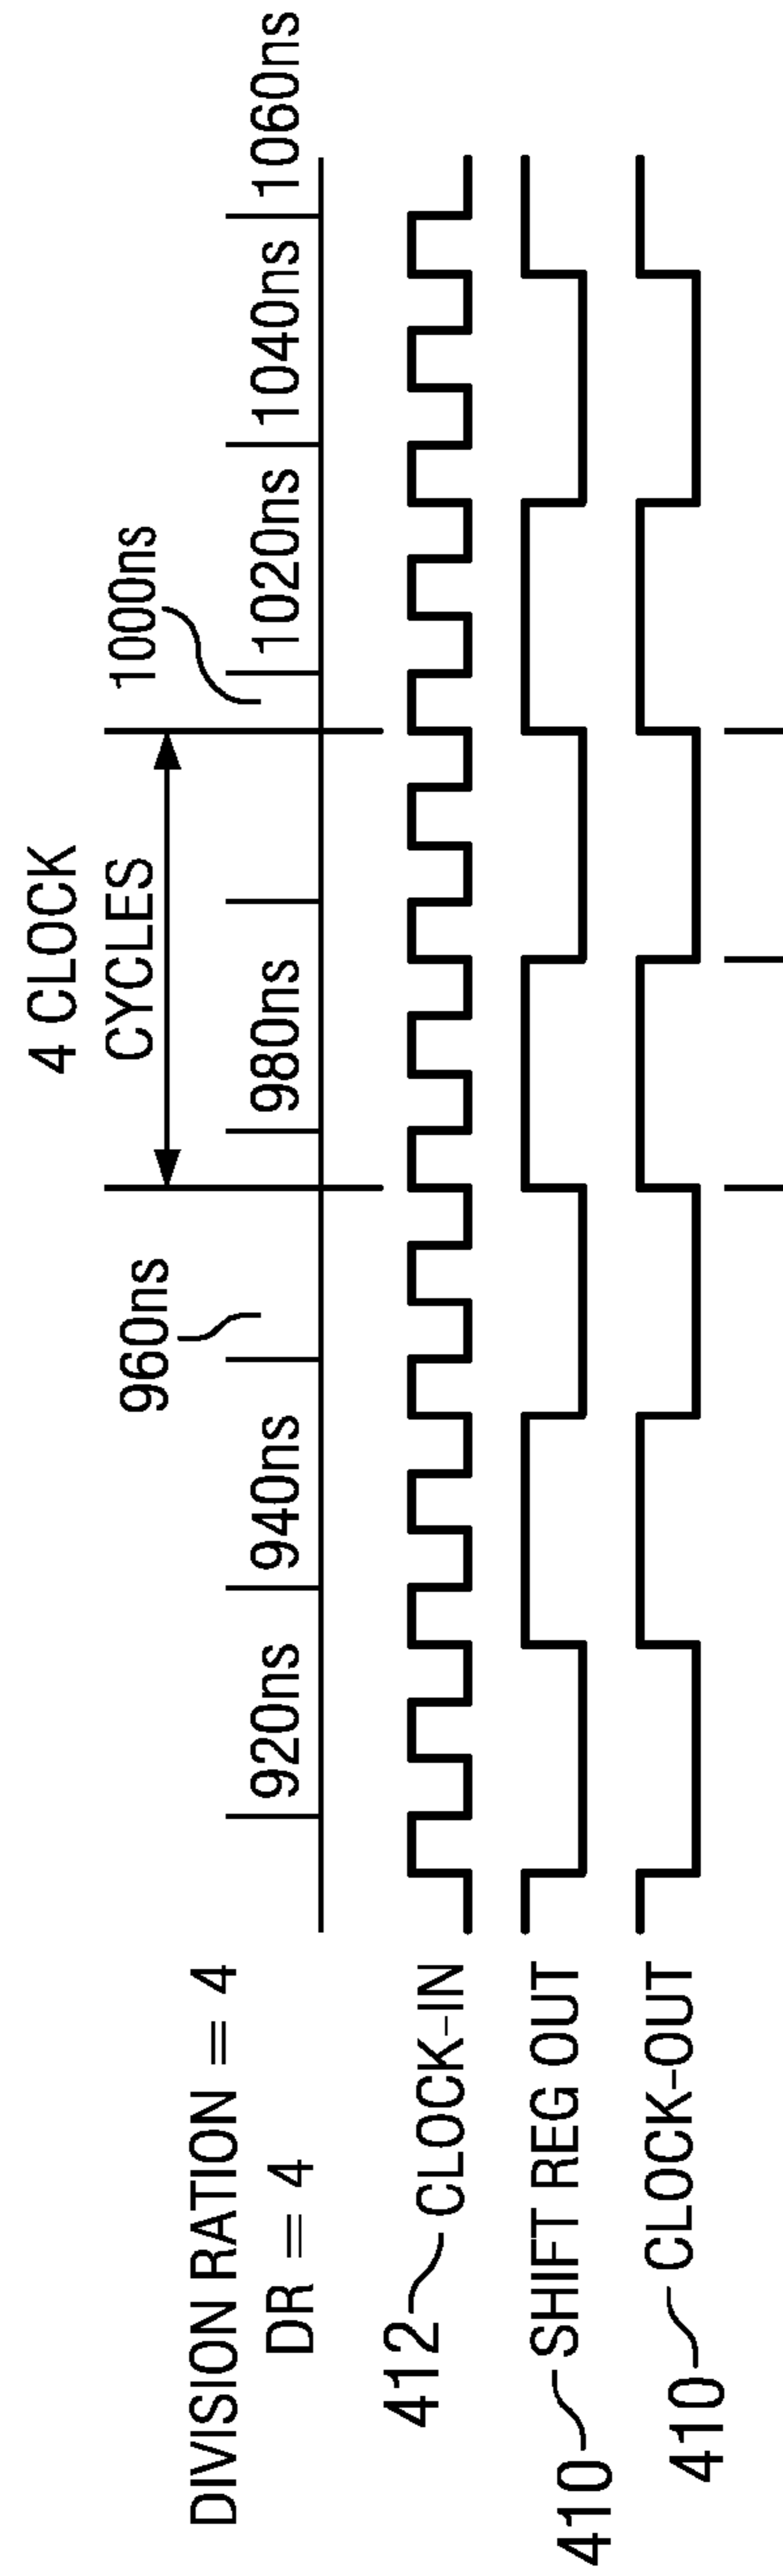 4 CLOCK
CYCLES
960ns
1000ns
DIVISION RATION = 4
DR = 4
920ns
940ns
980ns
1020ns
1040ns
1060ns
412 CLOCK-IN
410 SHIFT REG OUT
410 CLOCK-OUT